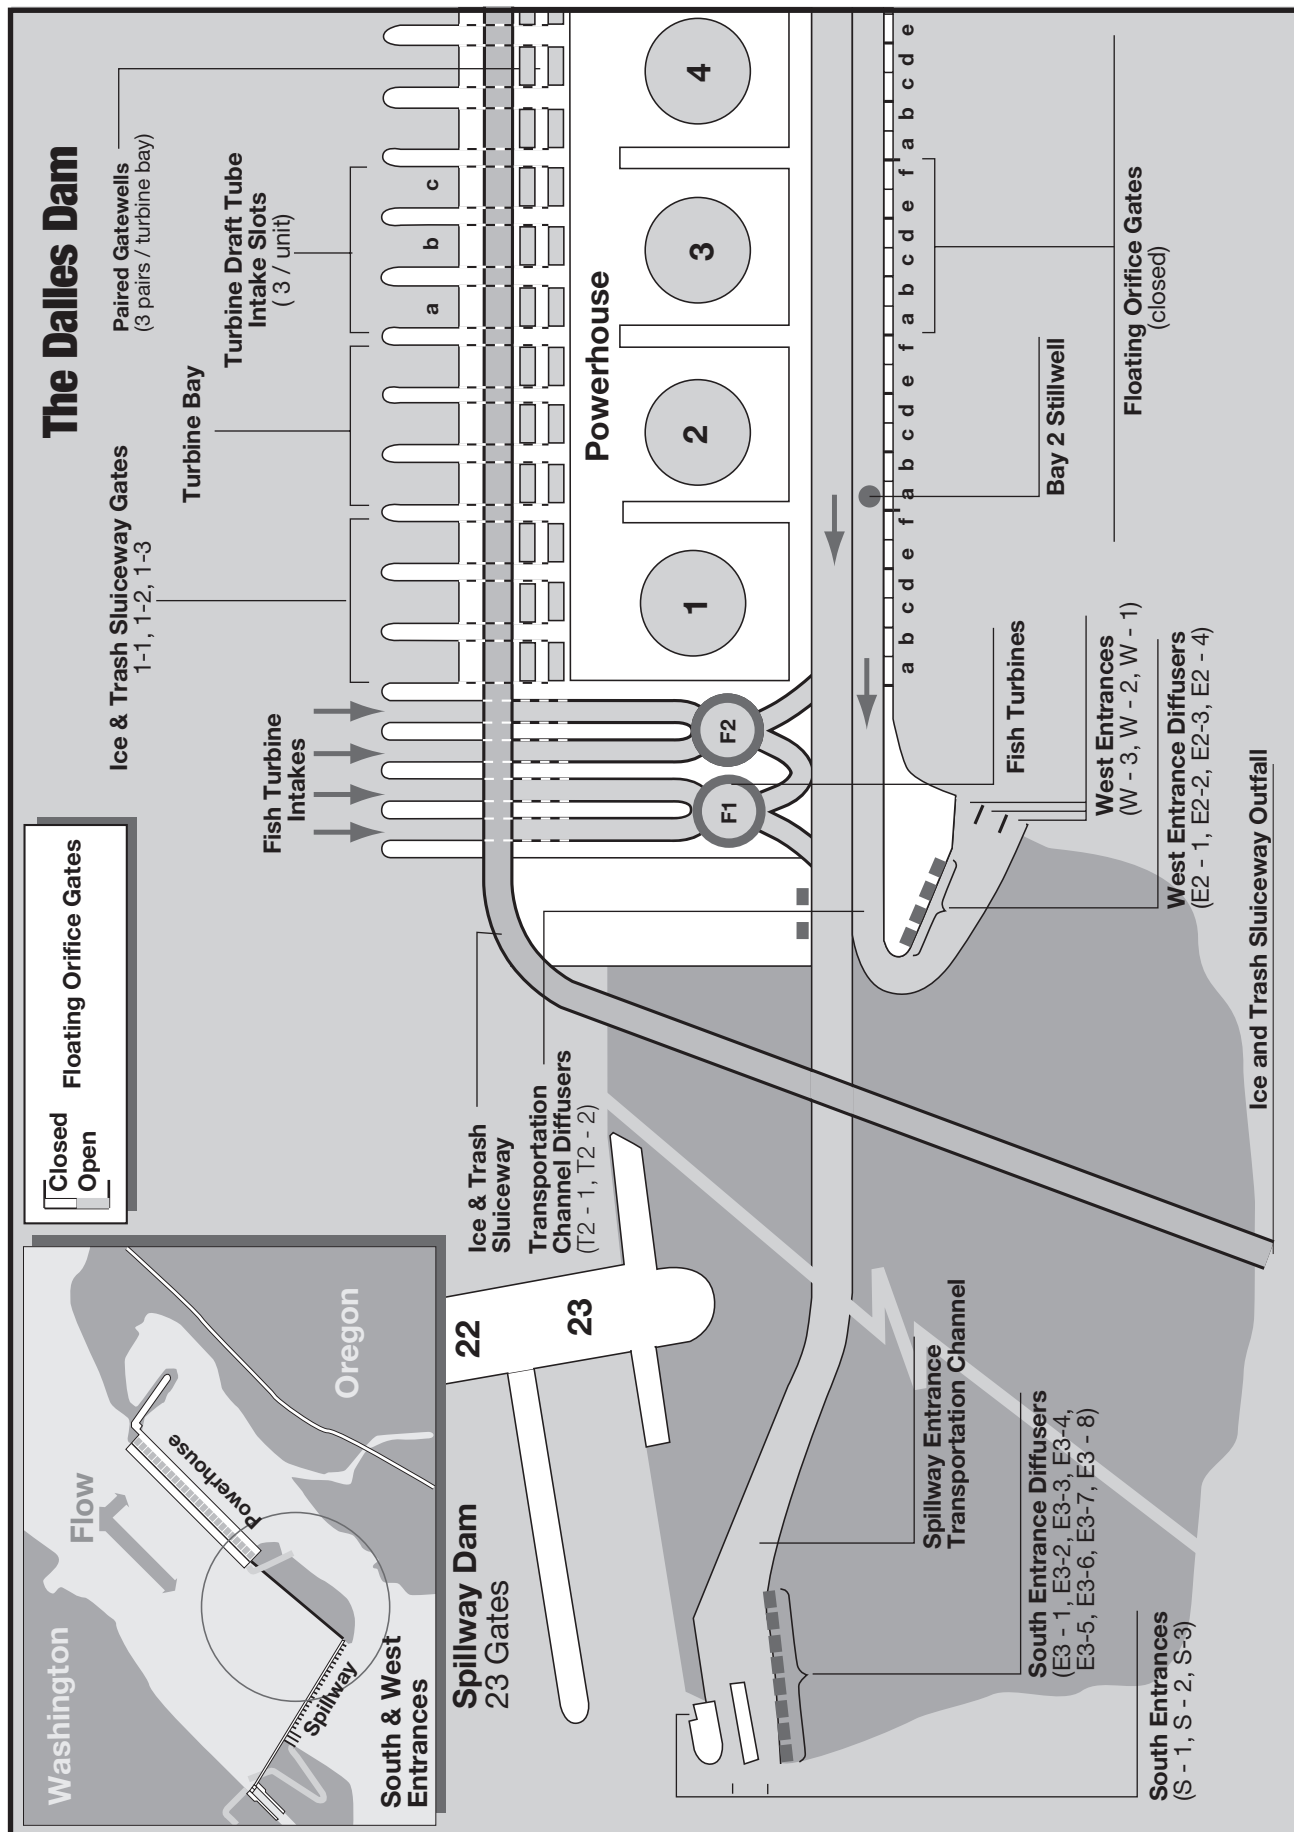 The Dalles Dam
Closed
Open
Floating Orifice Gates
Washington
Flow
Powerhouse
Oregon
Spillway
South & West
Entrances
Ice & Trash Sluiceway Gates
1-1, 1-2, 1-3
Turbine Bay
Paired Gatewells
(3 pairs / turbine bay)
Turbine Draft Tube
Intake Slots
( 3 / unit)
a b c
Fish Turbine
Intakes
Spillway Dam
23 Gates
22
23
Ice & Trash
Sluiceway
Transportation
Channel Diffusers
(T2 - 1, T2 - 2)
Powerhouse
F1
F2
1
2
3
4
a b c d e f a b c d e f a b c d e f a b c d e
Spillway Entrance
Transportation Channel
South Entrance Diffusers
(E3 - 1, E3-2, E3-3, E3-4,
E3-5, E3-6, E3-7, E3 - 8)
South Entrances
(S - 1, S - 2, S-3)
Fish Turbines
Bay 2 Stillwell
Floating Orifice Gates
(closed)
West Entrances
(W - 3, W - 2, W - 1)
West Entrance Diffusers
(E2 - 1, E2-2, E2-3, E2 - 4)
Ice and Trash Sluiceway Outfall